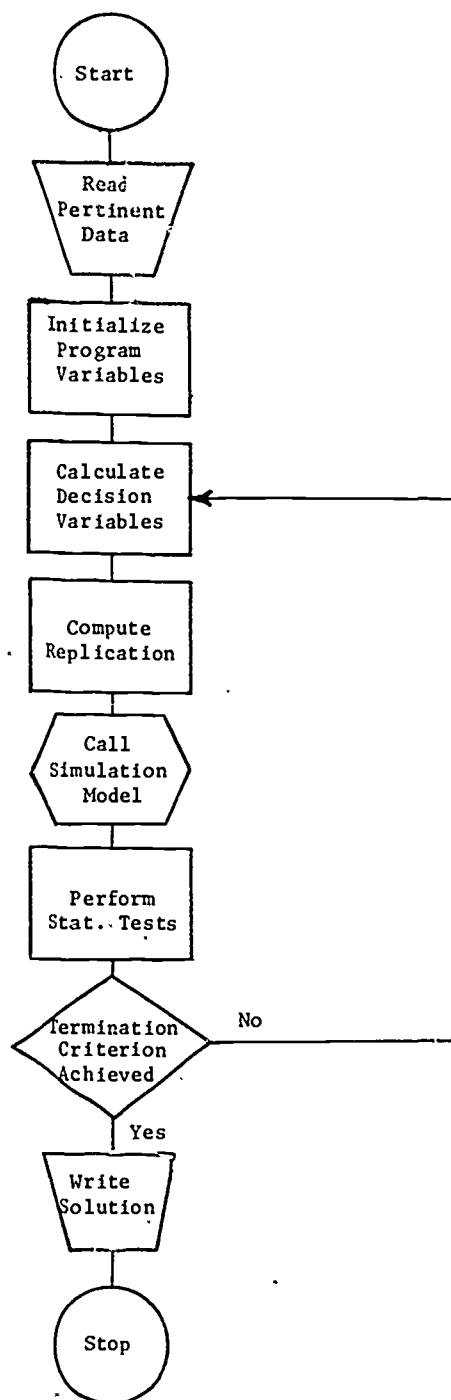 Start
Read
Pertinent
Data
Initialize
Program
Variables
Calculate
Decision
Variables
Compute
Replication
Call
Simulation
Model
Perform
Stat. Tests
Termination
Criterion
Achieved
No
Yes
Write
Solution
Stop